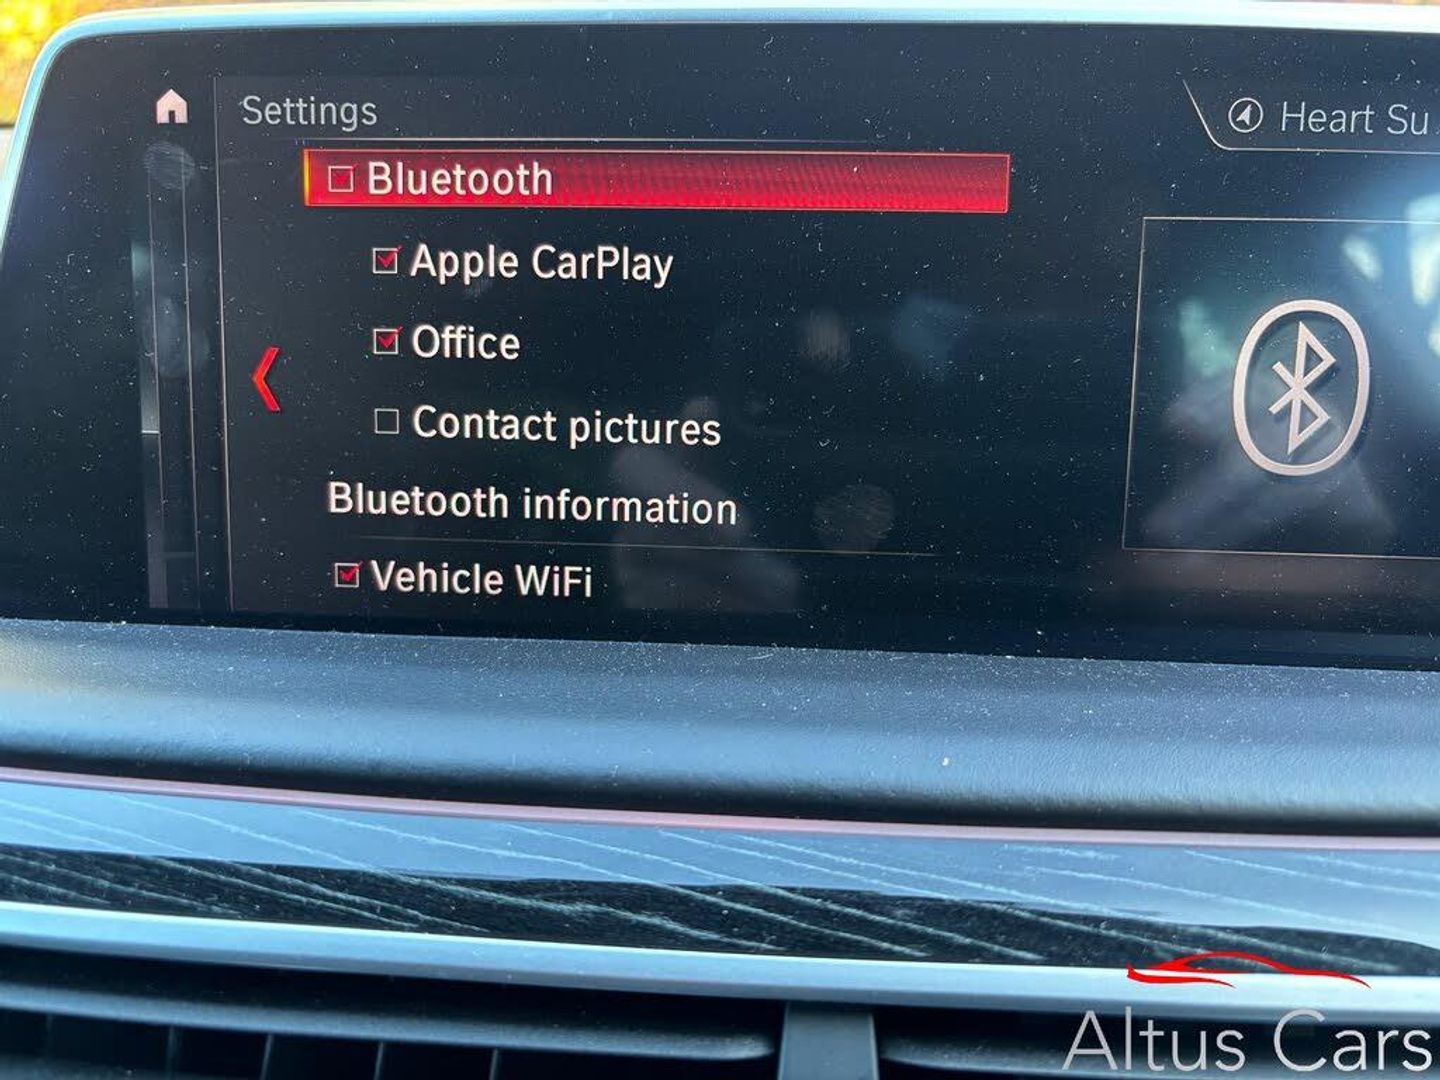 Settings
Heart Su
Bluetooth
Apple CarPlay
Office
Contact pictures
Bluetooth information
Vehicle WiFi
Altus Cars